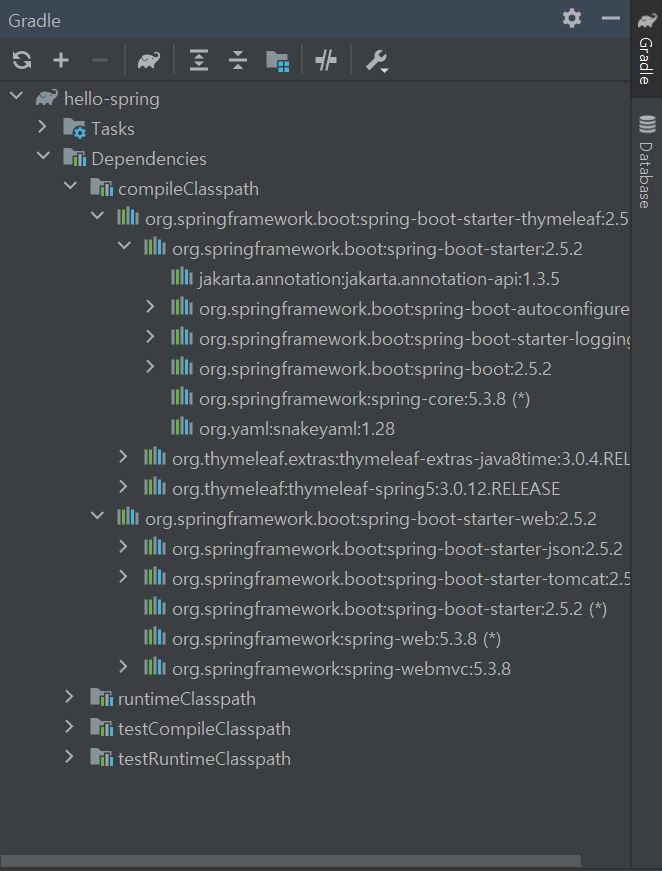 Gradle
hello-spring
Tasks
Dependencies
compileClasspath
org.springframework.boot:spring-boot-starter-thymeleaf:2.5
org.springframework.boot:spring-boot-starter:2.5.2
jakarta.annotation:jakarta.annotation-api:1.3.5
org.springframework.boot:spring-boot-autoconfigure
org.springframework.boot:spring-boot-starter-logging
org.springframework.boot:spring-boot:2.5.2
org.springframework:spring-core:5.3.8 (*)
org.yaml:snakeyaml:1.28
org.thymeleaf.extras:thymeleaf-extras-java8time:3.0.4.REL
org.thymeleaf:thymeleaf-spring5:3.0.12.RELEASE
org.springframework.boot:spring-boot-starter-web:2.5.2
org.springframework.boot:spring-boot-starter-json:2.5.2
org.springframework.boot:spring-boot-starter-tomcat:2.5
org.springframework.boot:spring-boot-starter:2.5.2 (*)
org.springframework:spring-web:5.3.8 (*)
org.springframework:spring-webmvc:5.3.8
runtimeClasspath
testCompileClasspath
testRuntimeClasspath
Gradle
Database